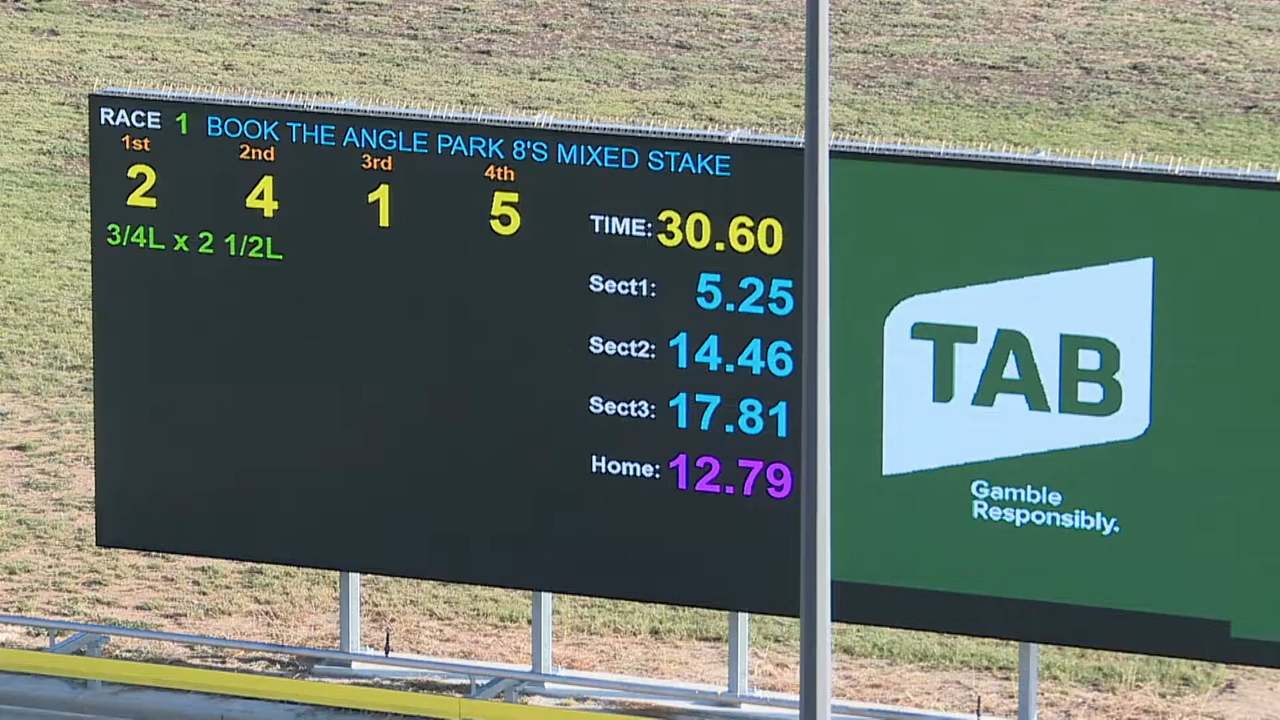 RACE 1 BOOK THE ANGLE PARK 8'S MIXED STAKE
1st 2nd 3rd 4th
2 4 1 5
3/4L x 2 1/2L
TIME: 30.60
Sect1: 5.25
Sect2: 14.46
Sect3: 17.81
Home: 12.79
TAB
Gamble
Responsibly.